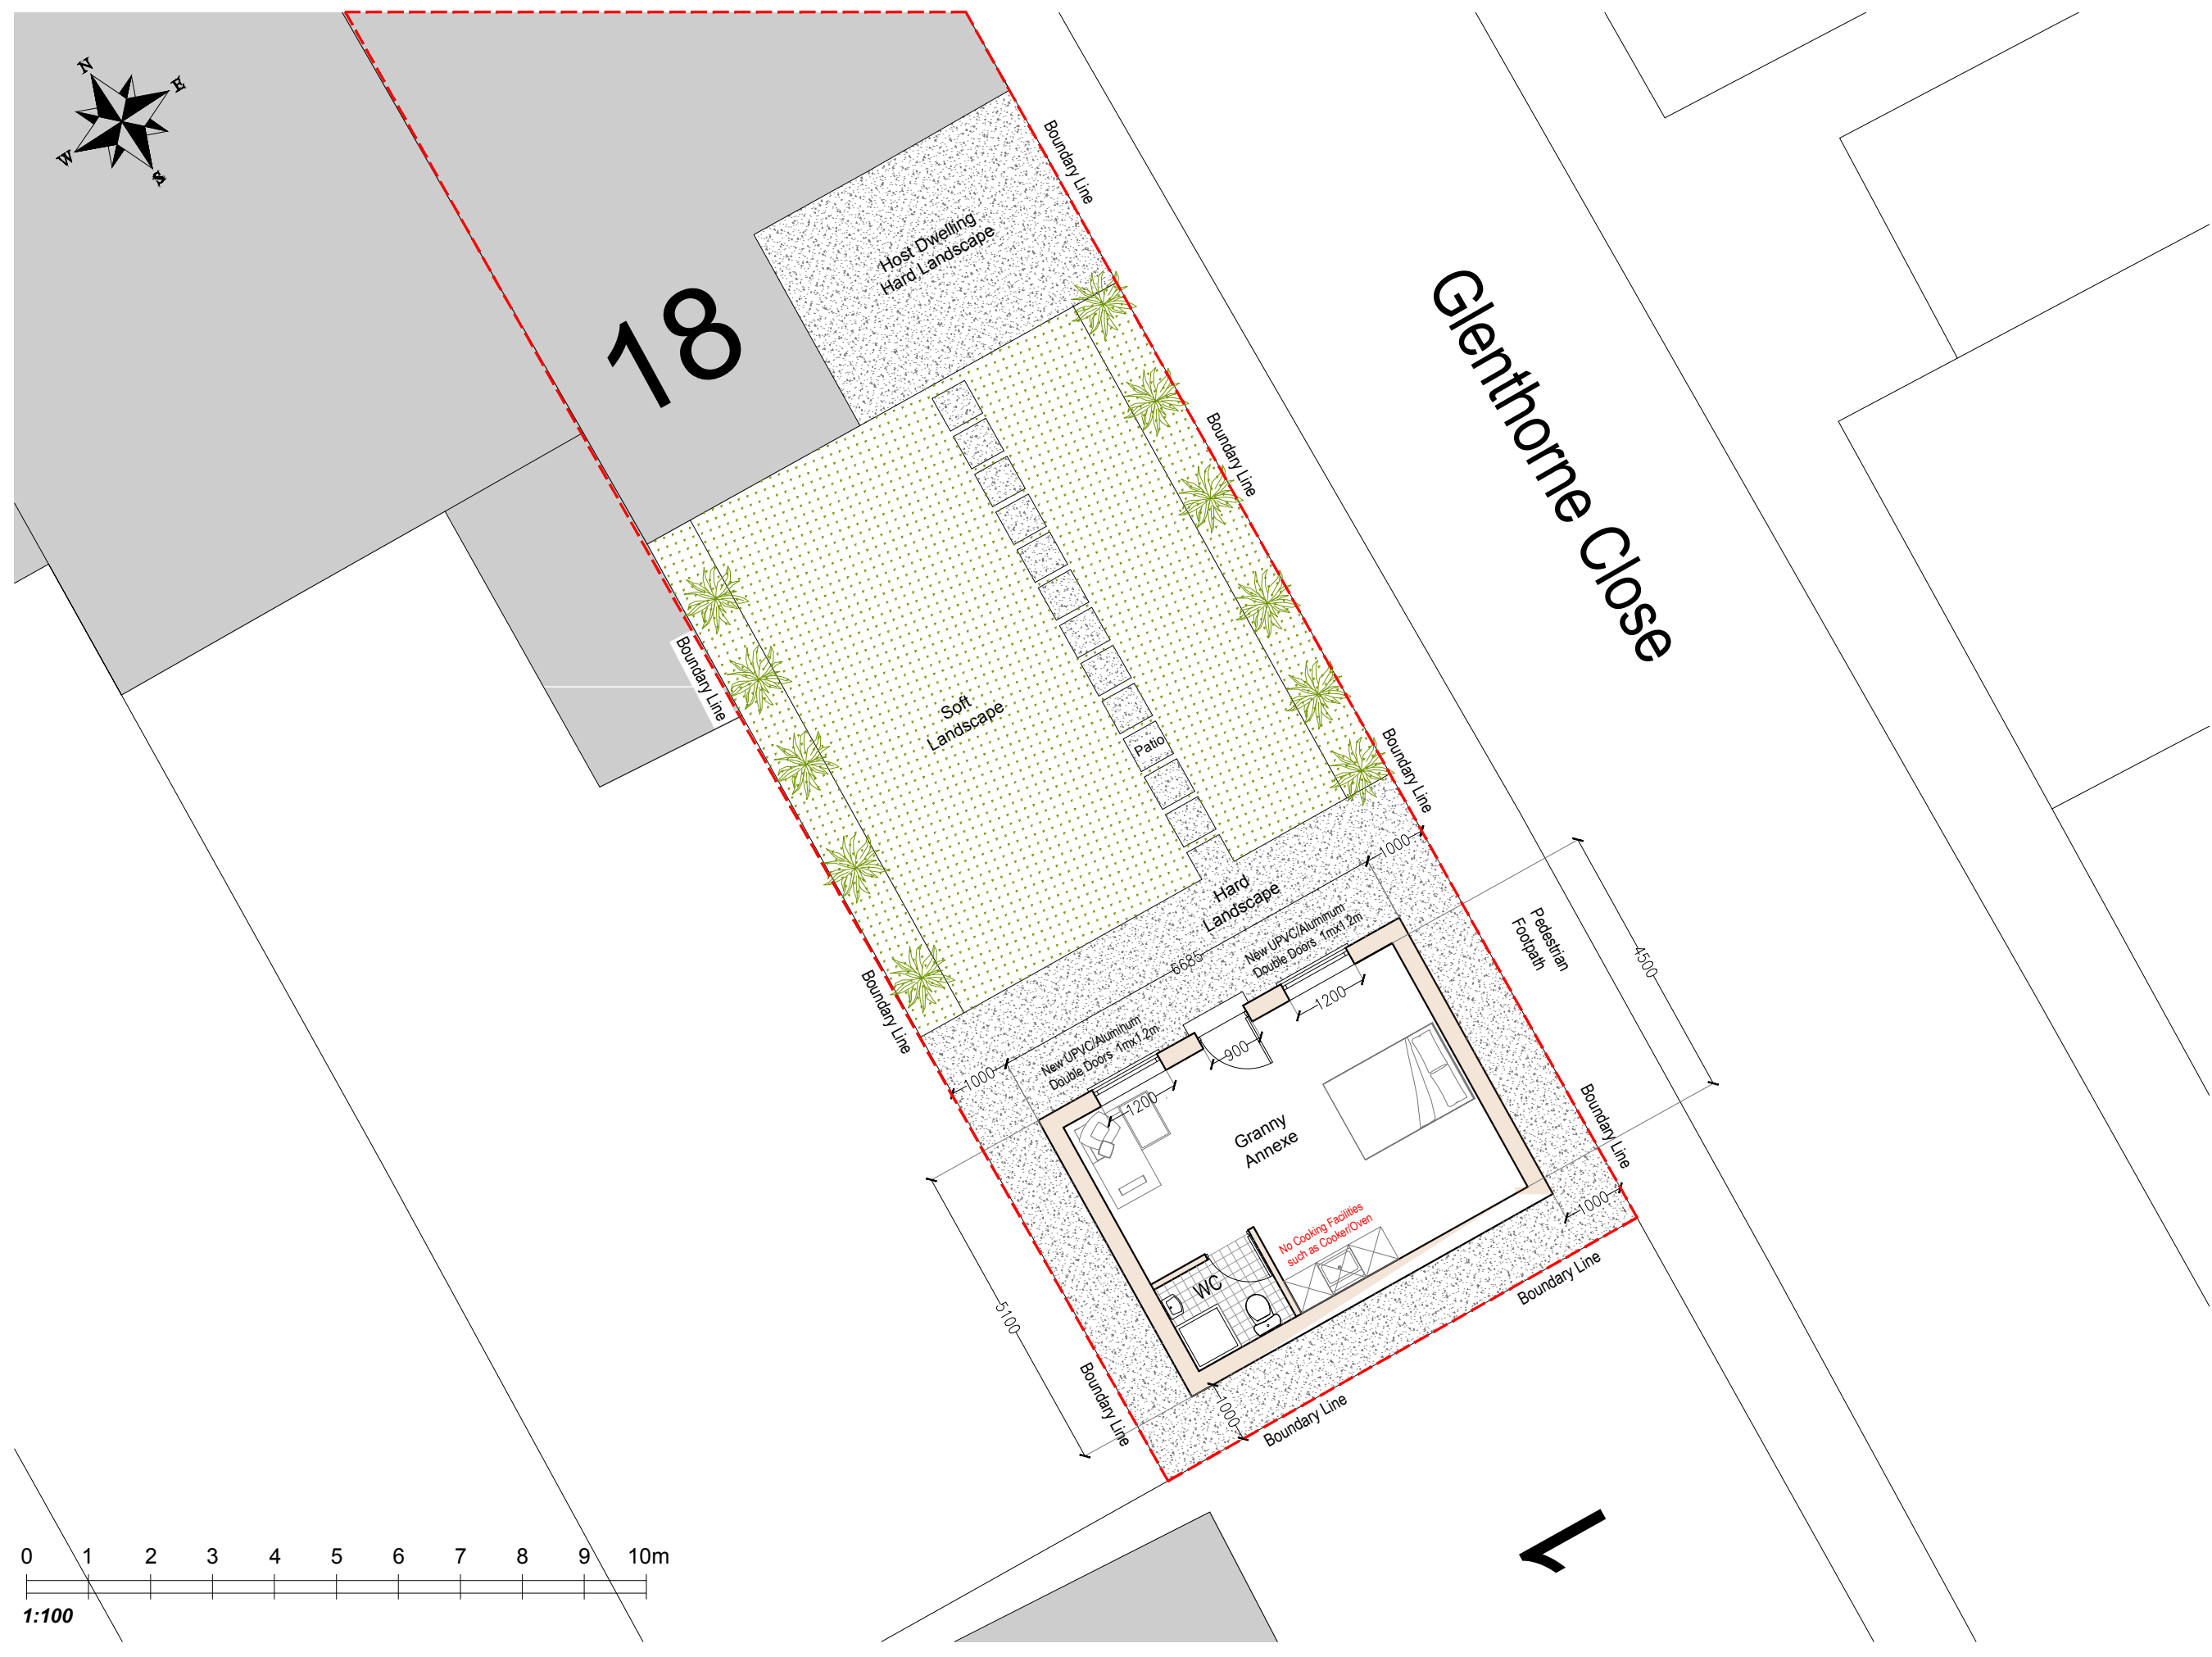 N
E
W
S
Boundary Line
Host Dwelling
Hard Landscape
18
Glenthorne Close
Boundary Line
Boundary Line
Soft
Landscape
Patio
Boundary Line
1000
Hard
Landscape
New UPVC/Aluminum
Double Doors 1mx1.2m
Pedestrian
Footpath
4500
6685
1200
Boundary Line
New UPVC/Aluminum
Double Doors 1mx1.2m
1000
900
1200
Granny
Annexe
Boundary Line
1000
No Cooking Facilities
such as Cooker/Oven
WC
5100
Boundary Line
Boundary Line
1000
Boundary Line
1
0 1 2 3 4 5 6 7 8 9 10m
1:100